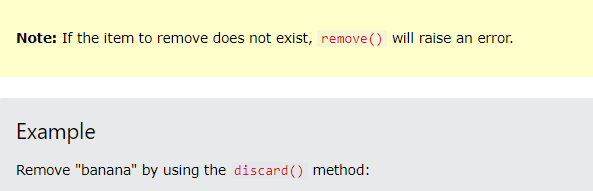 Note: If the item to remove does not exist, remove() will raise an error.
Example
Remove "banana" by using the discard() method: